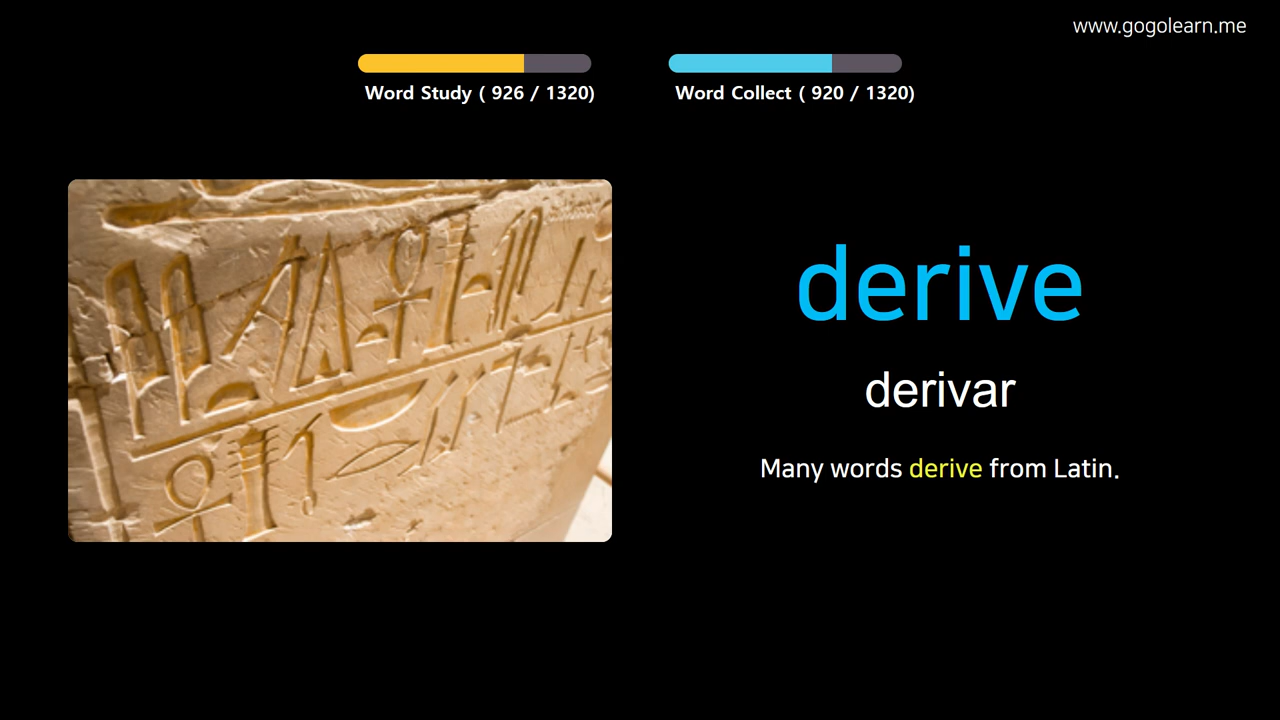 www.gogolearn.me
Word Study ( 926 / 1320)
Word Collect ( 920 / 1320)
derive
derivar
Many words derive from Latin.